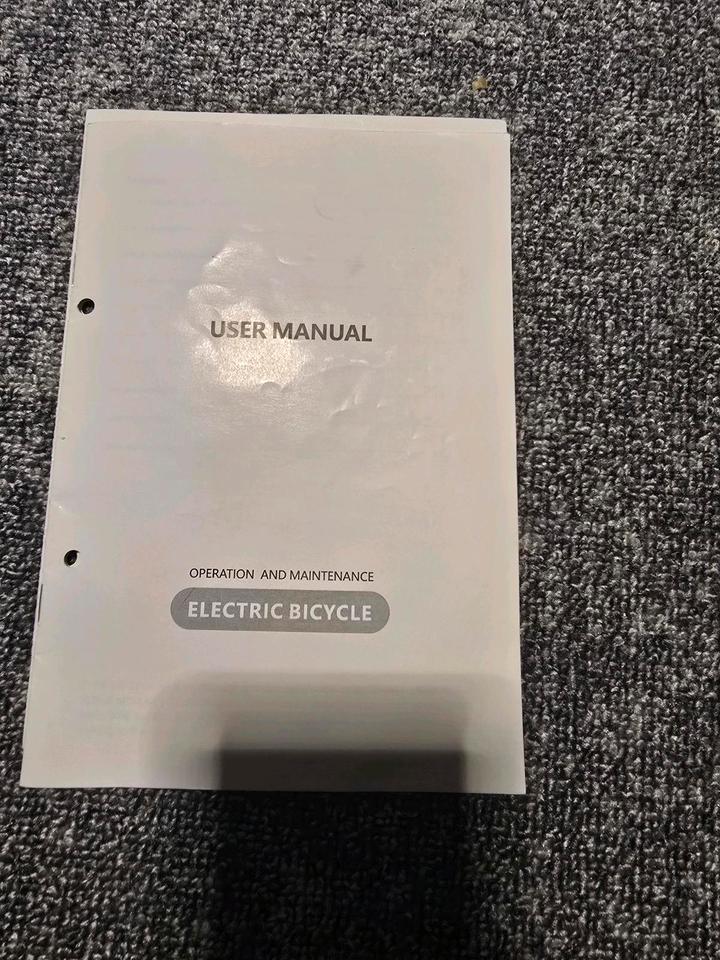 USER MANUAL
OPERATION AND MAINTENANCE
ELECTRIC BICYCLE